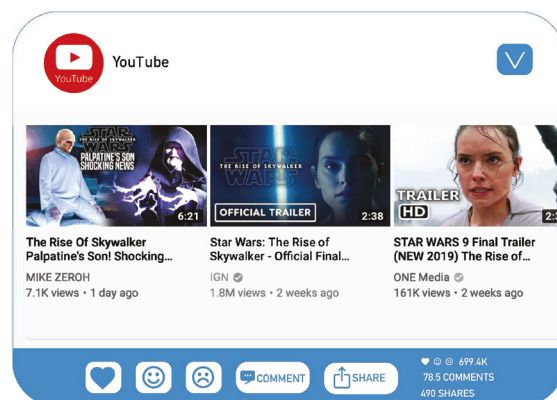 YouTube
YouTube
STAR
THE RISE OF SKYWALKER
WARS
PALPATINE'S SON
SHOCKING NEWS
6:21
STAR
THE RISE OF SKYWALKER
WARS
OFFICIAL TRAILER
2:38
TRAILER
HD
The Rise Of Skywalker
Palpatine's Son! Shocking...
MIKE ZEROH
7.1K views • 1 day ago
Star Wars: The Rise of
Skywalker - Official Final...
IGN
1.8M views • 2 weeks ago
STAR WARS 9 Final Trailer
(NEW 2019) The Rise of...
ONE Media
161K views • 2 weeks ago
COMMENT
SHARE
699.4K
78.5 COMMENTS
490 SHARES